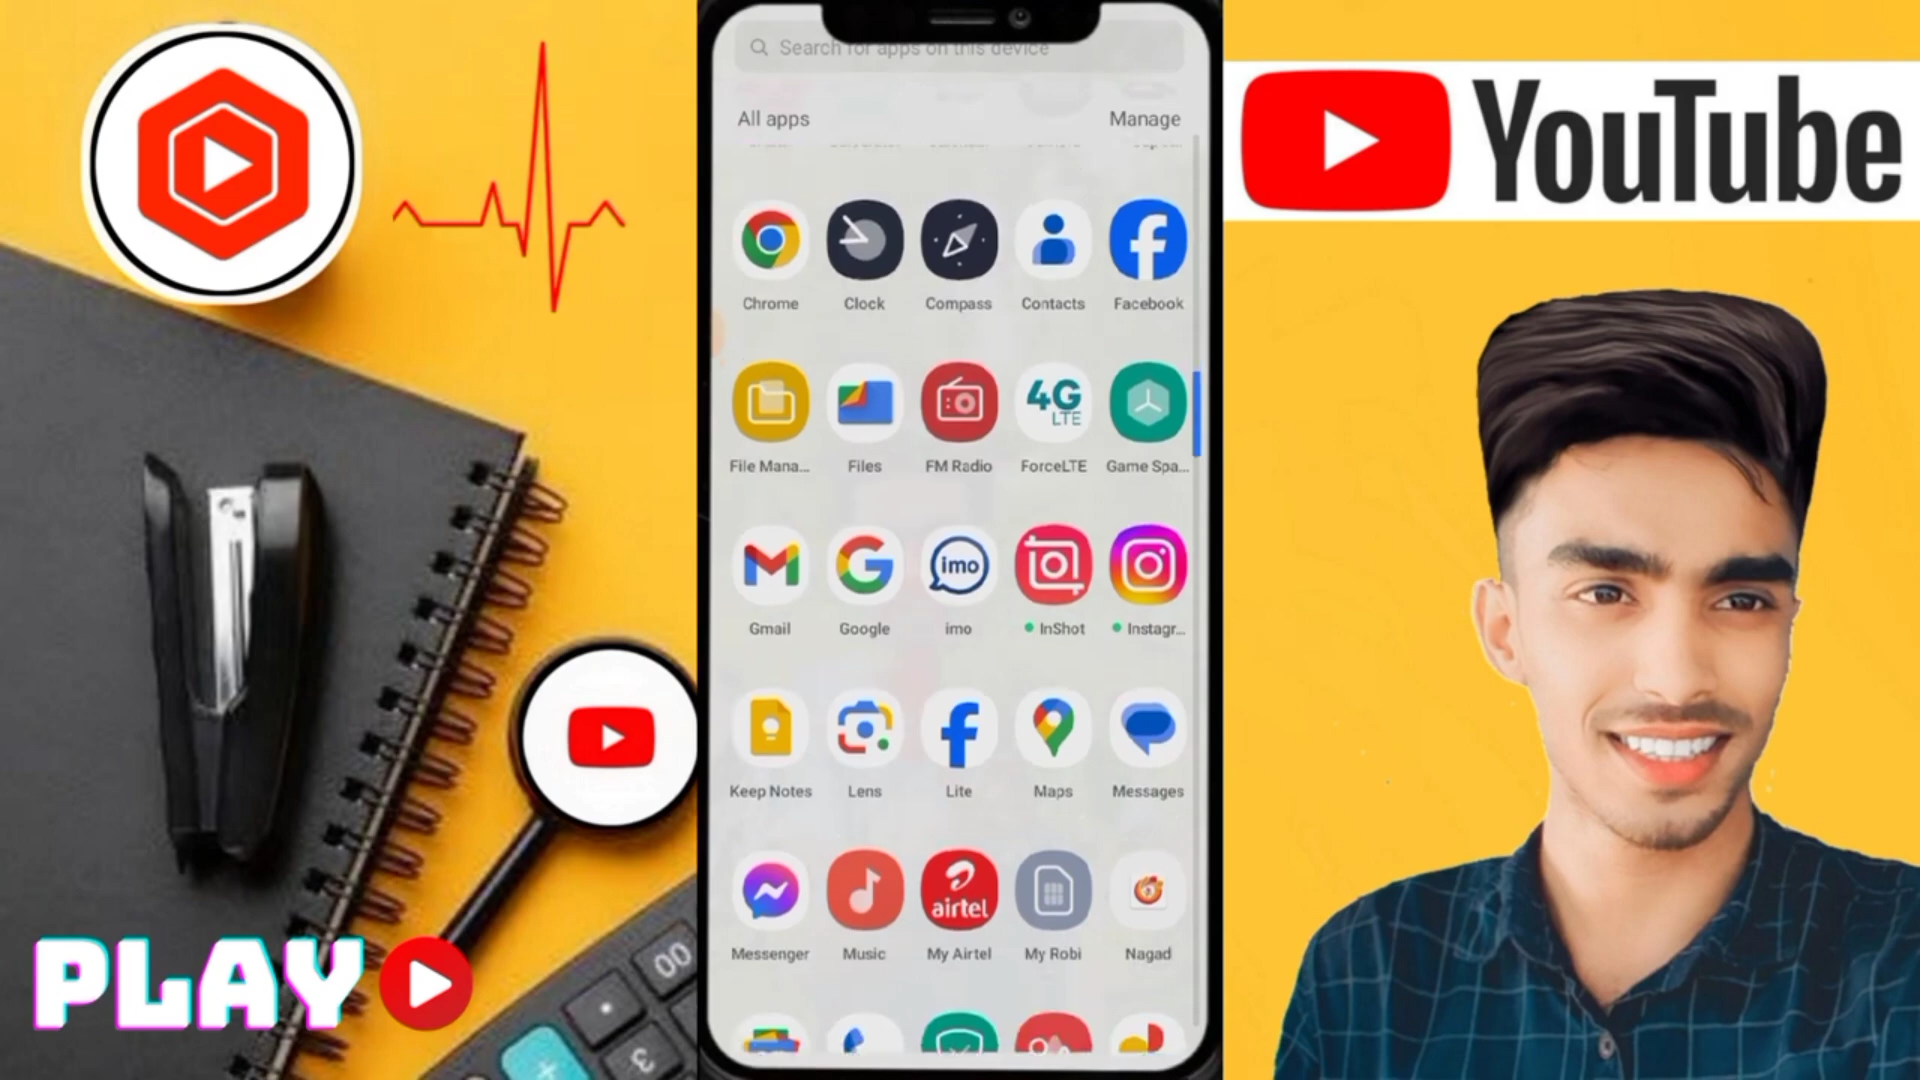 Search for apps on this device
All apps
Manage
YouTube
Chrome
Clock
Compass
Contacts
Facebook
4G
LTE
File Mana...
Files
FM Radio
ForceLTE
Game Spa...
imo
Gmail
Google
imo
InShot
Instagr...
Keep Notes
Lens
Lite
Maps
Messages
airtel
Messenger
Music
My Airtel
My Robi
Nagad
PLAY
00